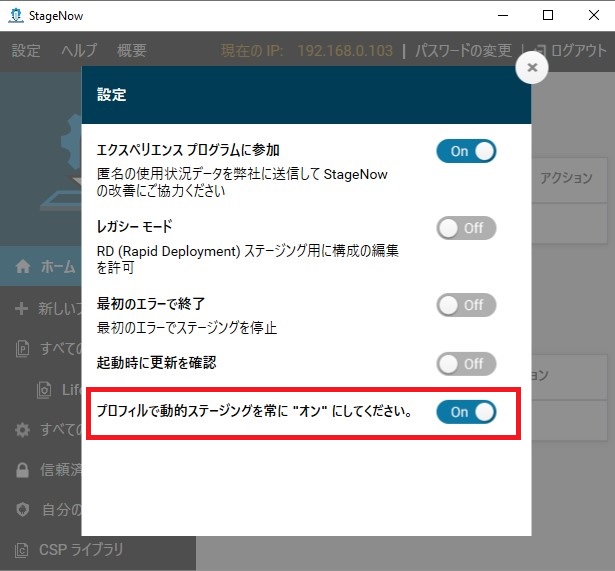 StageNow
設定 ヘルプ 概要 現在の IP: 192.168.0.103 | パスワードの変更 | ログアウト
設定
エクスペリエンス プログラムに参加 On
匿名の使用状況データを弊社に送信して StageNow
の改善にご協力ください
アクション
レガシー モード Off
RD (Rapid Deployment) ステージング用に構成の編集
を許可
ホーム
最初のエラーで終了 Off
最初のエラーでステージングを停止
新しい
すべての
起動時に更新を確認 Off
ョン
Life
プロフィルで動的ステージングを常に "オン" にしてください。 On
すべての
信頼済
自分の
CSP ライブラリ